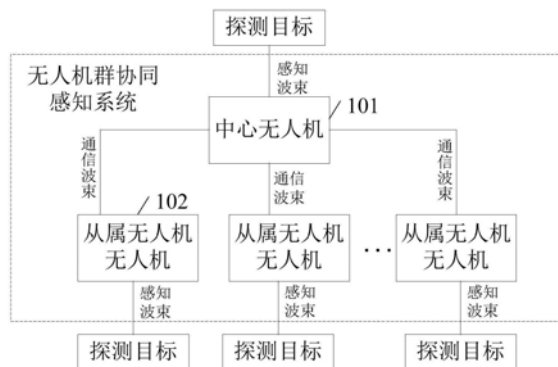 探测目标
无人机群协同
感知系统
感知
波束
101
中心无人机
通信
波束
通信
波束
通信
波束
102
从属无人机
无人机
从属无人机
无人机
...
从属无人机
无人机
感知
波束
感知
波束
感知
波束
探测目标
探测目标
探测目标